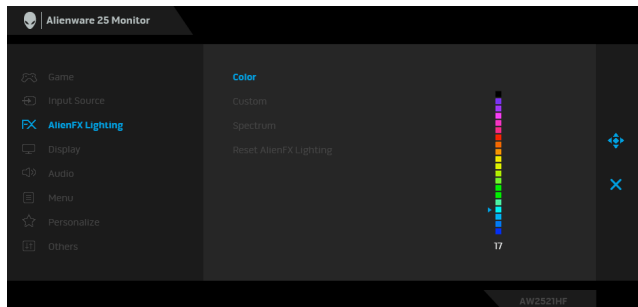 Alienware 25 Monitor
Game
Input Source
AlienFX Lighting
Display
Audio
Menu
Personalize
Others
Color
Custom
Spectrum
Reset AlienFX Lighting
17
AW2521HF